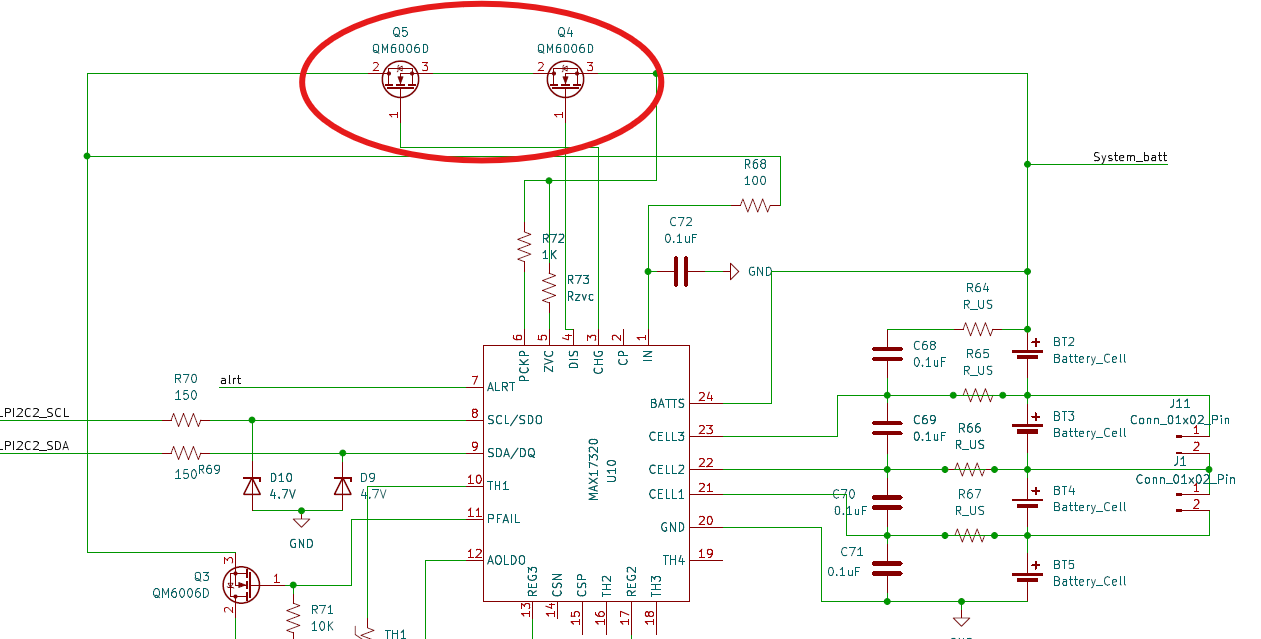 Q5
QM6006D
2
3
1
Q4
QM6006D
2
3
1
System_batt
R68
100
C72
0.1uF
GND
R72
1K
R73
Rzvc
R64
R_US
C68
0.1uF
R65
R_US
BT2
Battery_Cell
6
5
4
3
2
1
PCKP
ZVC
DIS
CHG
CP
IN
R70
150
alrt
7
ALRT
LPI2C2_SCL
8
SCL/SDO
LPI2C2_SDA
9
SDA/DQ
150
R69
D10
4.7V
D9
4.7V
GND
10
TH1
11
PFAIL
12
AOLDO
MAX17320
U10
BATTS
24
CELL3
23
CELL2
22
CELL1
21
GND
20
TH4
19
C69
0.1uF
R66
R_US
BT3
Battery_Cell
J11
Conn_01x02_Pin
1
2
J1
Conn_01x02_Pin
1
2
C70
0.1uF
R67
R_US
BT4
Battery_Cell
C71
0.1uF
BT5
Battery_Cell
REG3
CSN
CSP
TH2
REG2
TH3
13
14
15
16
17
18
Q3
QM6006D
3
1
2
R71
10K
TH1